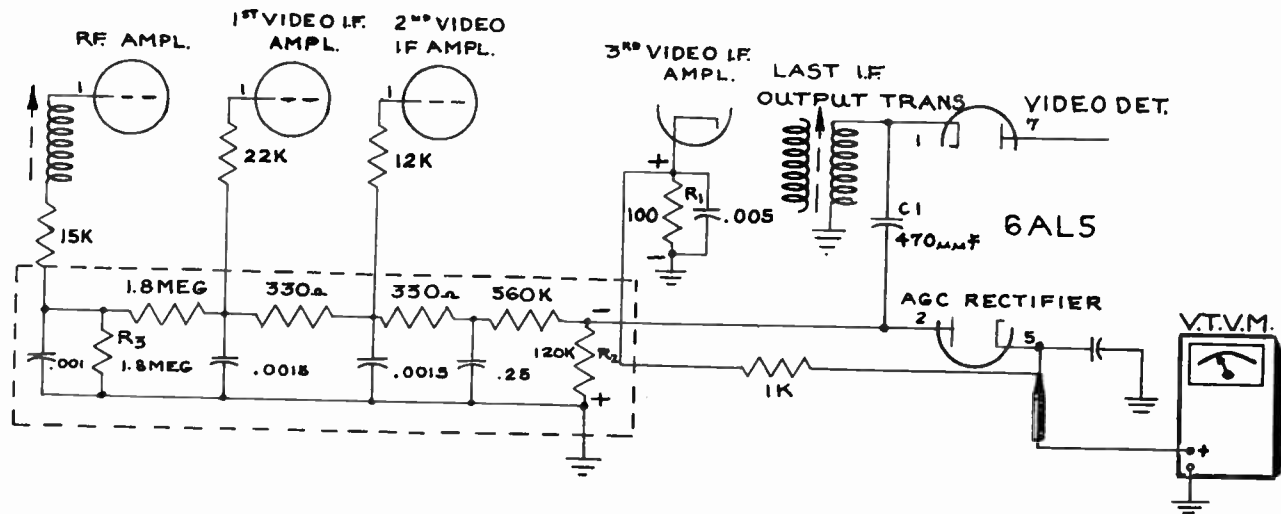 RF. AMPL.
1
1ST VIDEO I.F.
AMPL.
1
2ND VIDEO
I F AMPL.
1
3RD VIDEO I.F.
AMPL.
LAST I.F.
OUTPUT TRANS
VIDEO DET.
1
7
22K
12K
+
R1
100
.005
-
C1
470μμf
6AL5
15K
1.8MEG
330Ω
330Ω
560K
-
AGC RECTIFIER
2
5
V.T.V.M.
.001
R3
1.8MEG
.0015
.0015
.25
120K
R2
+
1K
+